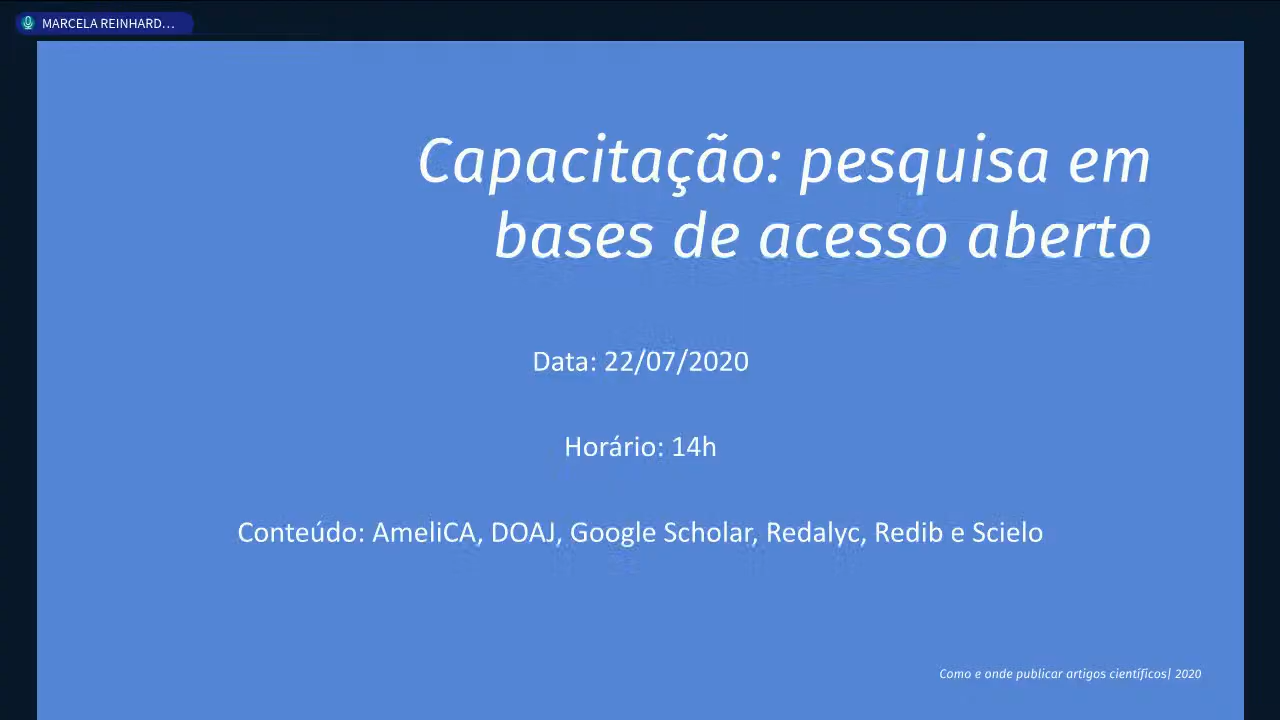 MARCELA REINHARD...
Capacitação: pesquisa em
bases de acesso aberto
Data: 22/07/2020
Horário: 14h
Conteúdo: AmeliCA, DOAJ, Google Scholar, Redalyc, Redib e Scielo
Como e onde publicar artigos científicos| 2020